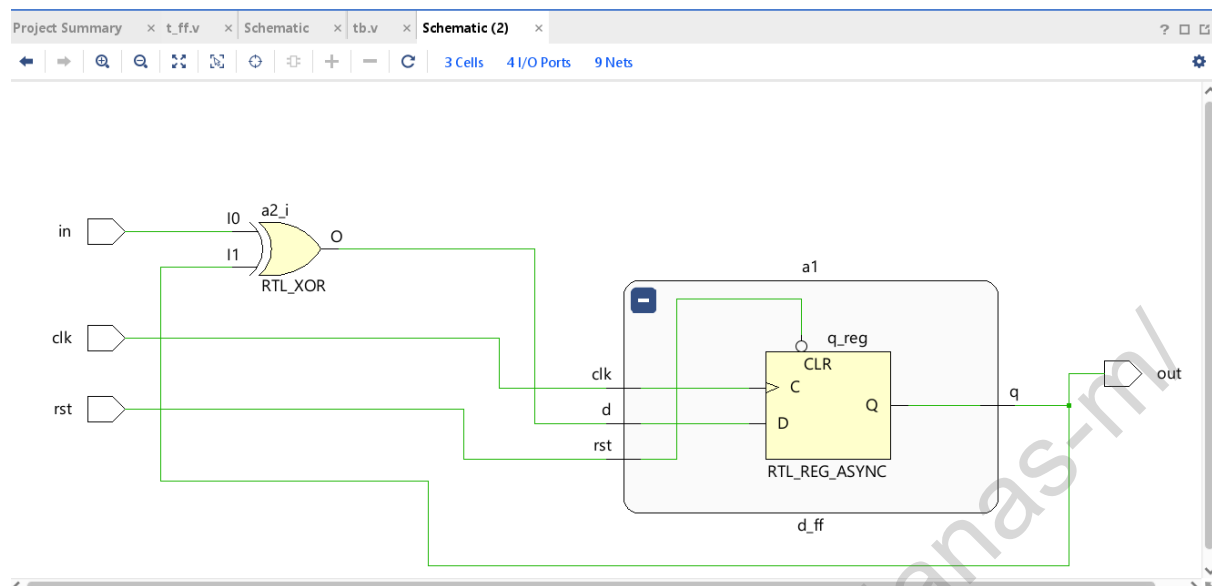 Project Summary × t_ff.v × Schematic × tb.v × Schematic (2) × ?
3 Cells 4 I/O Ports 9 Nets
in
I0
a2_i
O
I1
RTL_XOR
a1
clk
q_reg
CLR
clk
C
q
out
rst
d
D
Q
rst
RTL_REG_ASYNC
d_ff
anas-m/